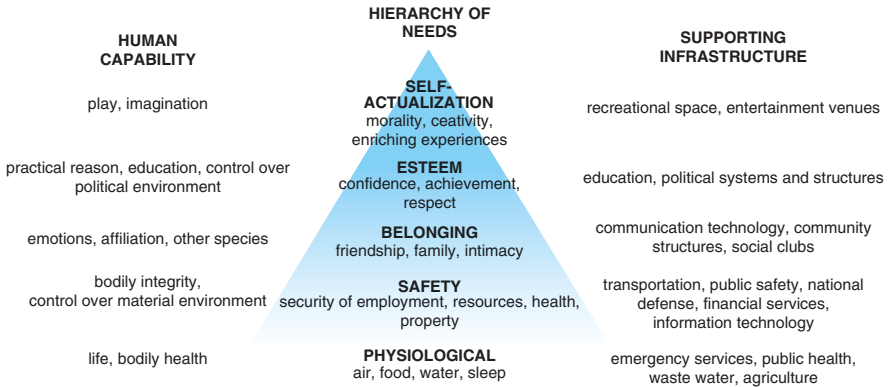 HIERARCHY OF
NEEDS
HUMAN
CAPABILITY
SUPPORTING
INFRASTRUCTURE
play, imagination
SELF-
ACTUALIZATION
morality, ceativity,
enriching experiences
recreational space, entertainment venues
practical reason, education, control over
political environment
ESTEEM
confidence, achievement,
respect
education, political systems and structures
emotions, affiliation, other species
BELONGING
friendship, family, intimacy
communication technology, community
structures, social clubs
bodily integrity,
control over material environment
SAFETY
security of employment, resources, health,
property
transportation, public safety, national
defense, financial services,
information technology
life, bodily health
PHYSIOLOGICAL
air, food, water, sleep
emergency services, public health,
waste water, agriculture